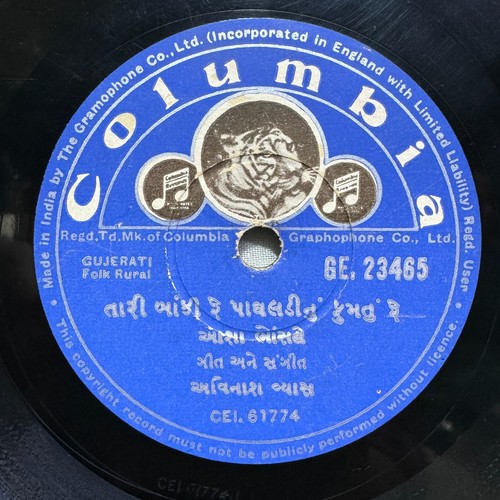 Made in India by The Gramophone Co., Ltd. (Incorporated in England with Limited Liability) Regd. User
Columbia
Regd. Td. Mk. of Columbia Graphophone Co., Ltd.
GUJERATI
Folk Rural
GE. 23465
તારી બાંકી રે પાઘલડીનું ફુમતું રે
આશા ભોંસલે
ગીત અને સંગીત
અવિનાશ વ્યાસ
CEI. 61774
This copyright record must not be publicly performed without licence.
CEI 61774